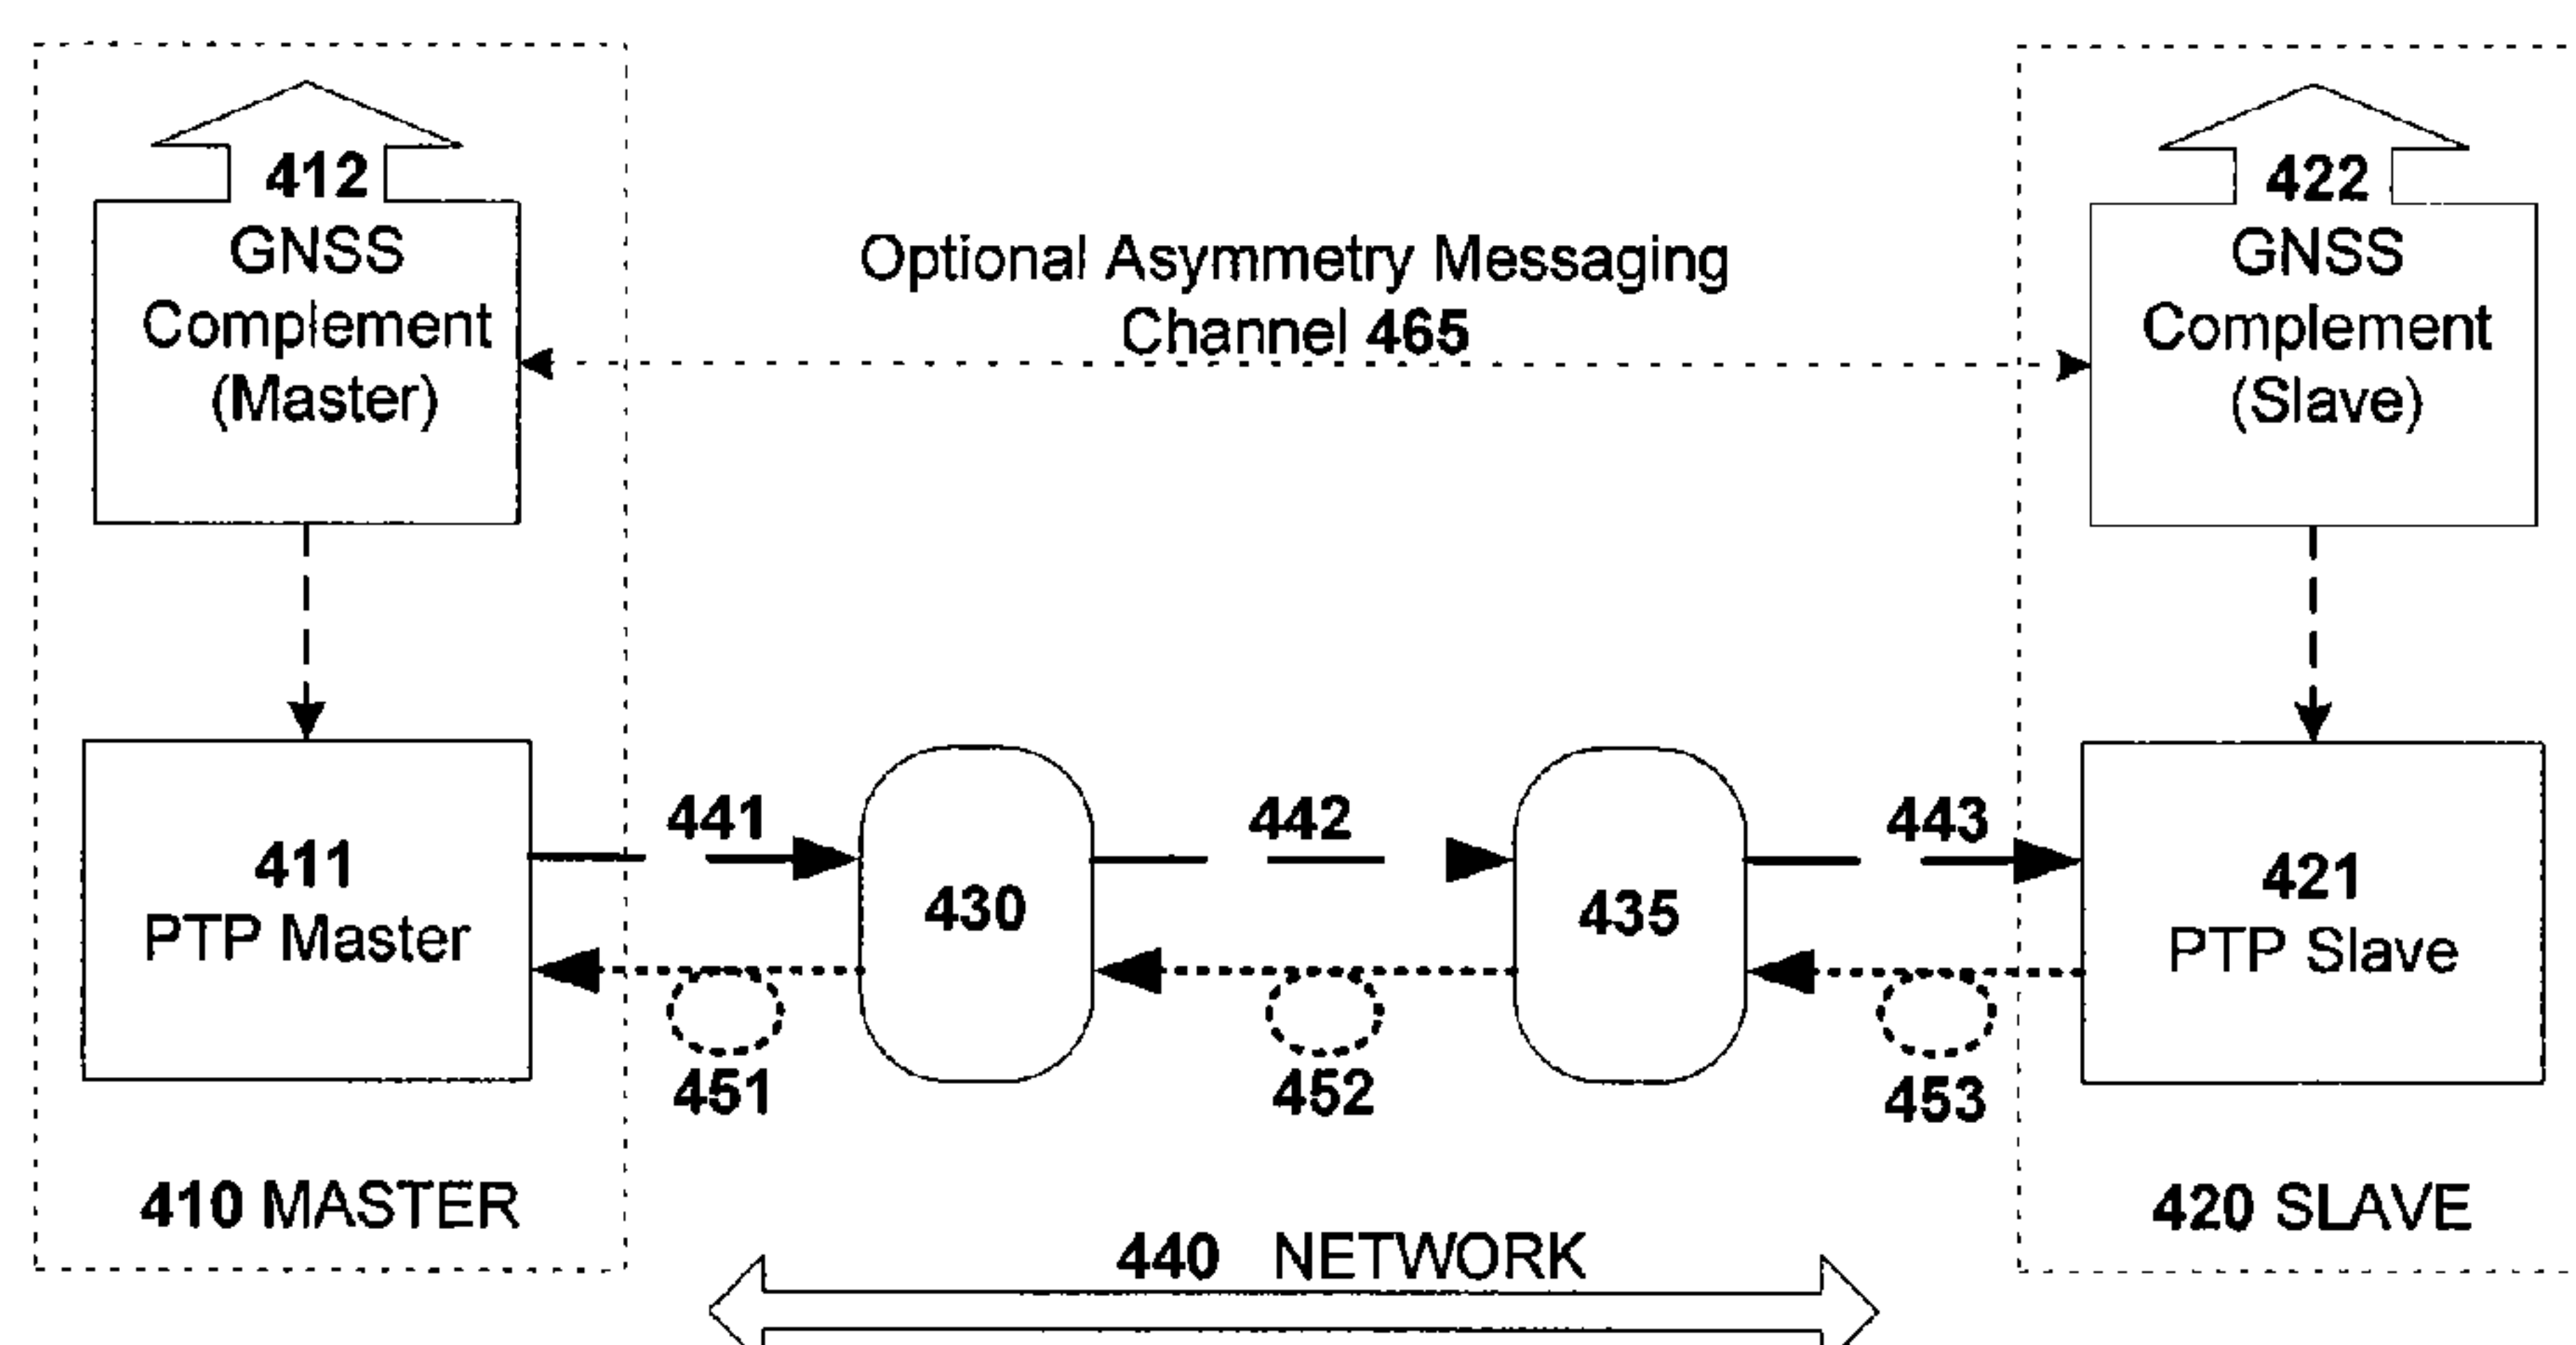 412
GNSS
Complement
(Master)
Optional Asymmetry Messaging
Channel 465
422
GNSS
Complement
(Slave)
441
442
443
411
PTP Master
430
435
421
PTP Slave
451
452
453
410 MASTER
420 SLAVE
440 NETWORK